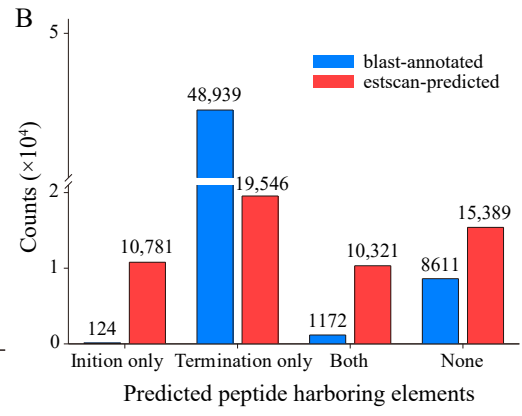 B
5
blast-annotated
estscan-predicted
48,939
Counts (×10⁴)
2
19,546
10,781
10,321
15,389
8611
1
124
1172
0
Inition only Termination only Both None
Predicted peptide harboring elements